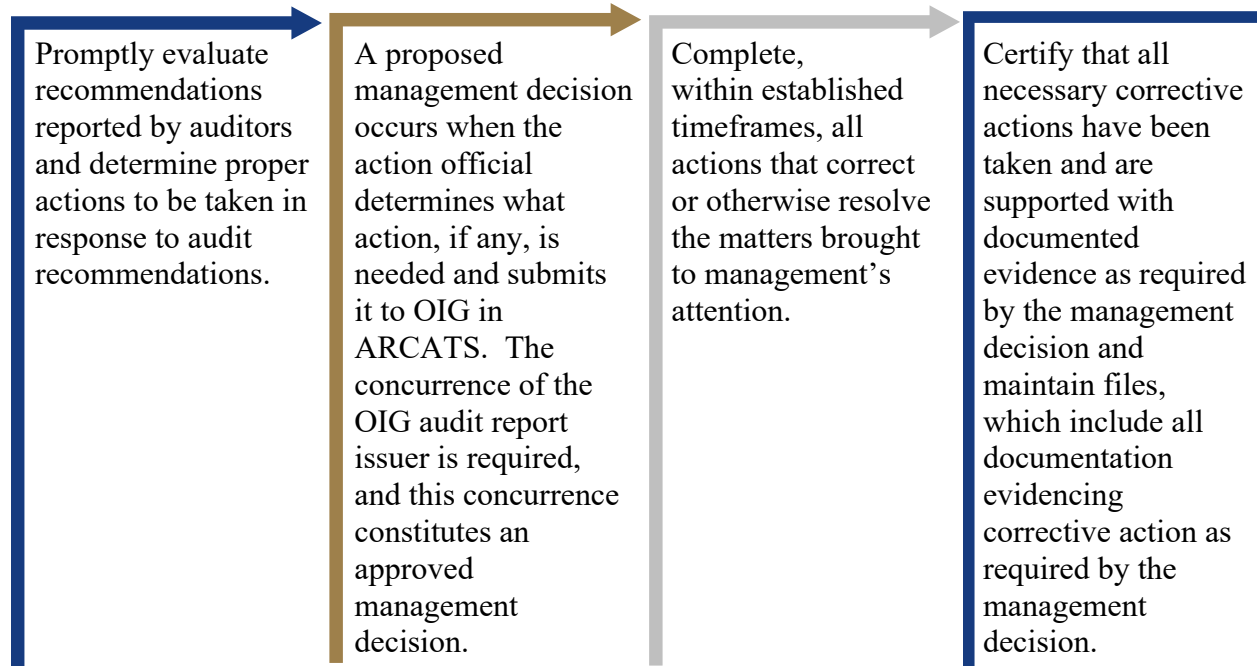 Promptly evaluate
recommendations
reported by auditors
and determine proper
actions to be taken in
response to audit
recommendations.
A proposed
management decision
occurs when the
action official
determines what
action, if any, is
needed and submits
it to OIG in
ARCATS.  The
concurrence of the
OIG audit report
issuer is required,
and this concurrence
constitutes an
approved
management
decision.
Complete,
within established
timeframes, all
actions that correct
or otherwise resolve
the matters brought
to management’s
attention.
Certify that all
necessary corrective
actions have been
taken and are
supported with
documented
evidence as required
by the management
decision and
maintain files,
which include all
documentation
evidencing
corrective action as
required by the
management
decision.